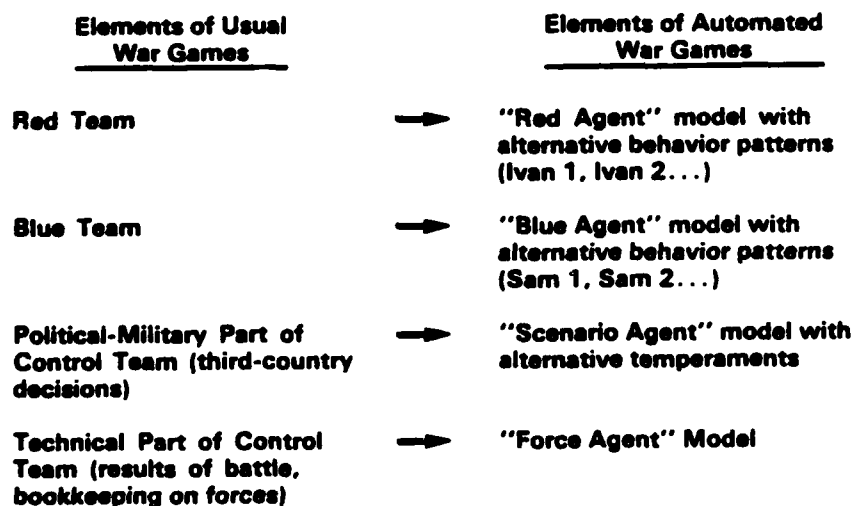 Elements of Usual
War Games
Elements of Automated
War Games
Red Team
"Red Agent" model with
alternative behavior patterns
(Ivan 1, Ivan 2...)
Blue Team
"Blue Agent" model with
alternative behavior patterns
(Sam 1, Sam 2...)
Political-Military Part of
Control Team (third-country
decisions)
"Scenario Agent" model with
alternative temperaments
Technical Part of Control
Team (results of battle,
bookkeeping on forces)
"Force Agent" Model